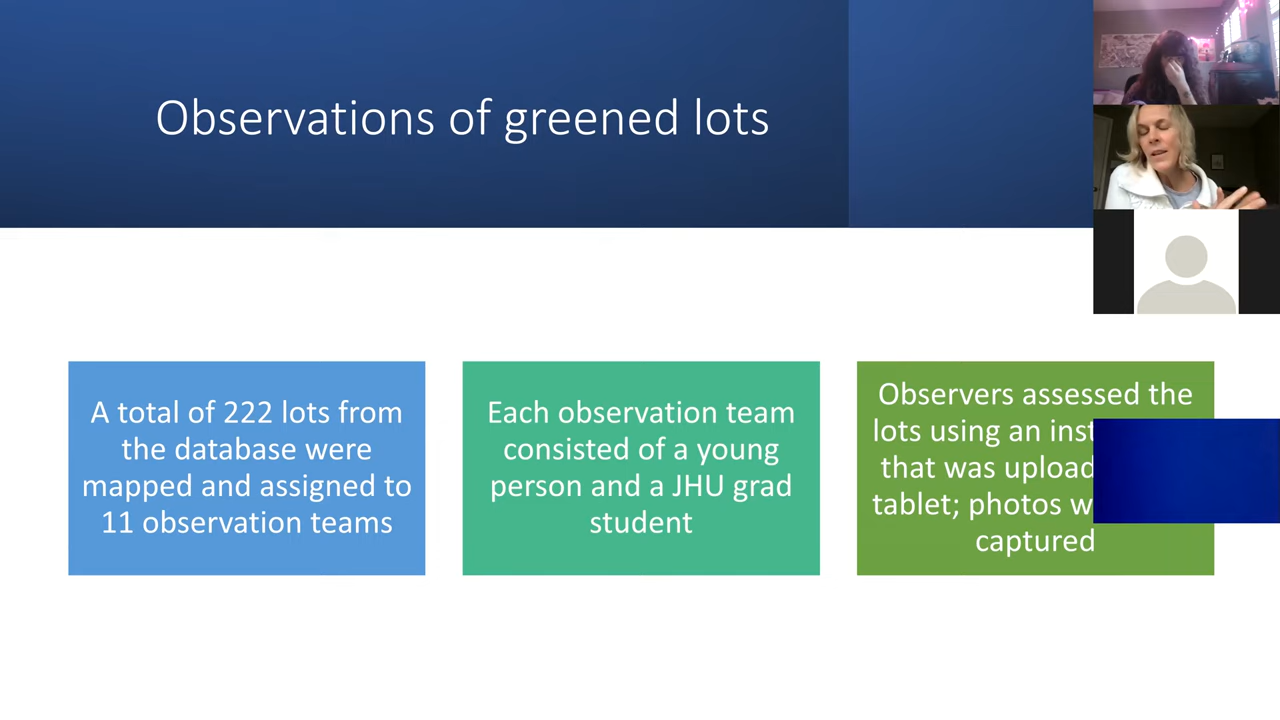 Observations of greened lots
A total of 222 lots from
the database were
mapped and assigned to
11 observation teams
Each observation team
consisted of a young
person and a JHU grad
student
Observers assessed the
lots using an
that was
tablet; photos
captured